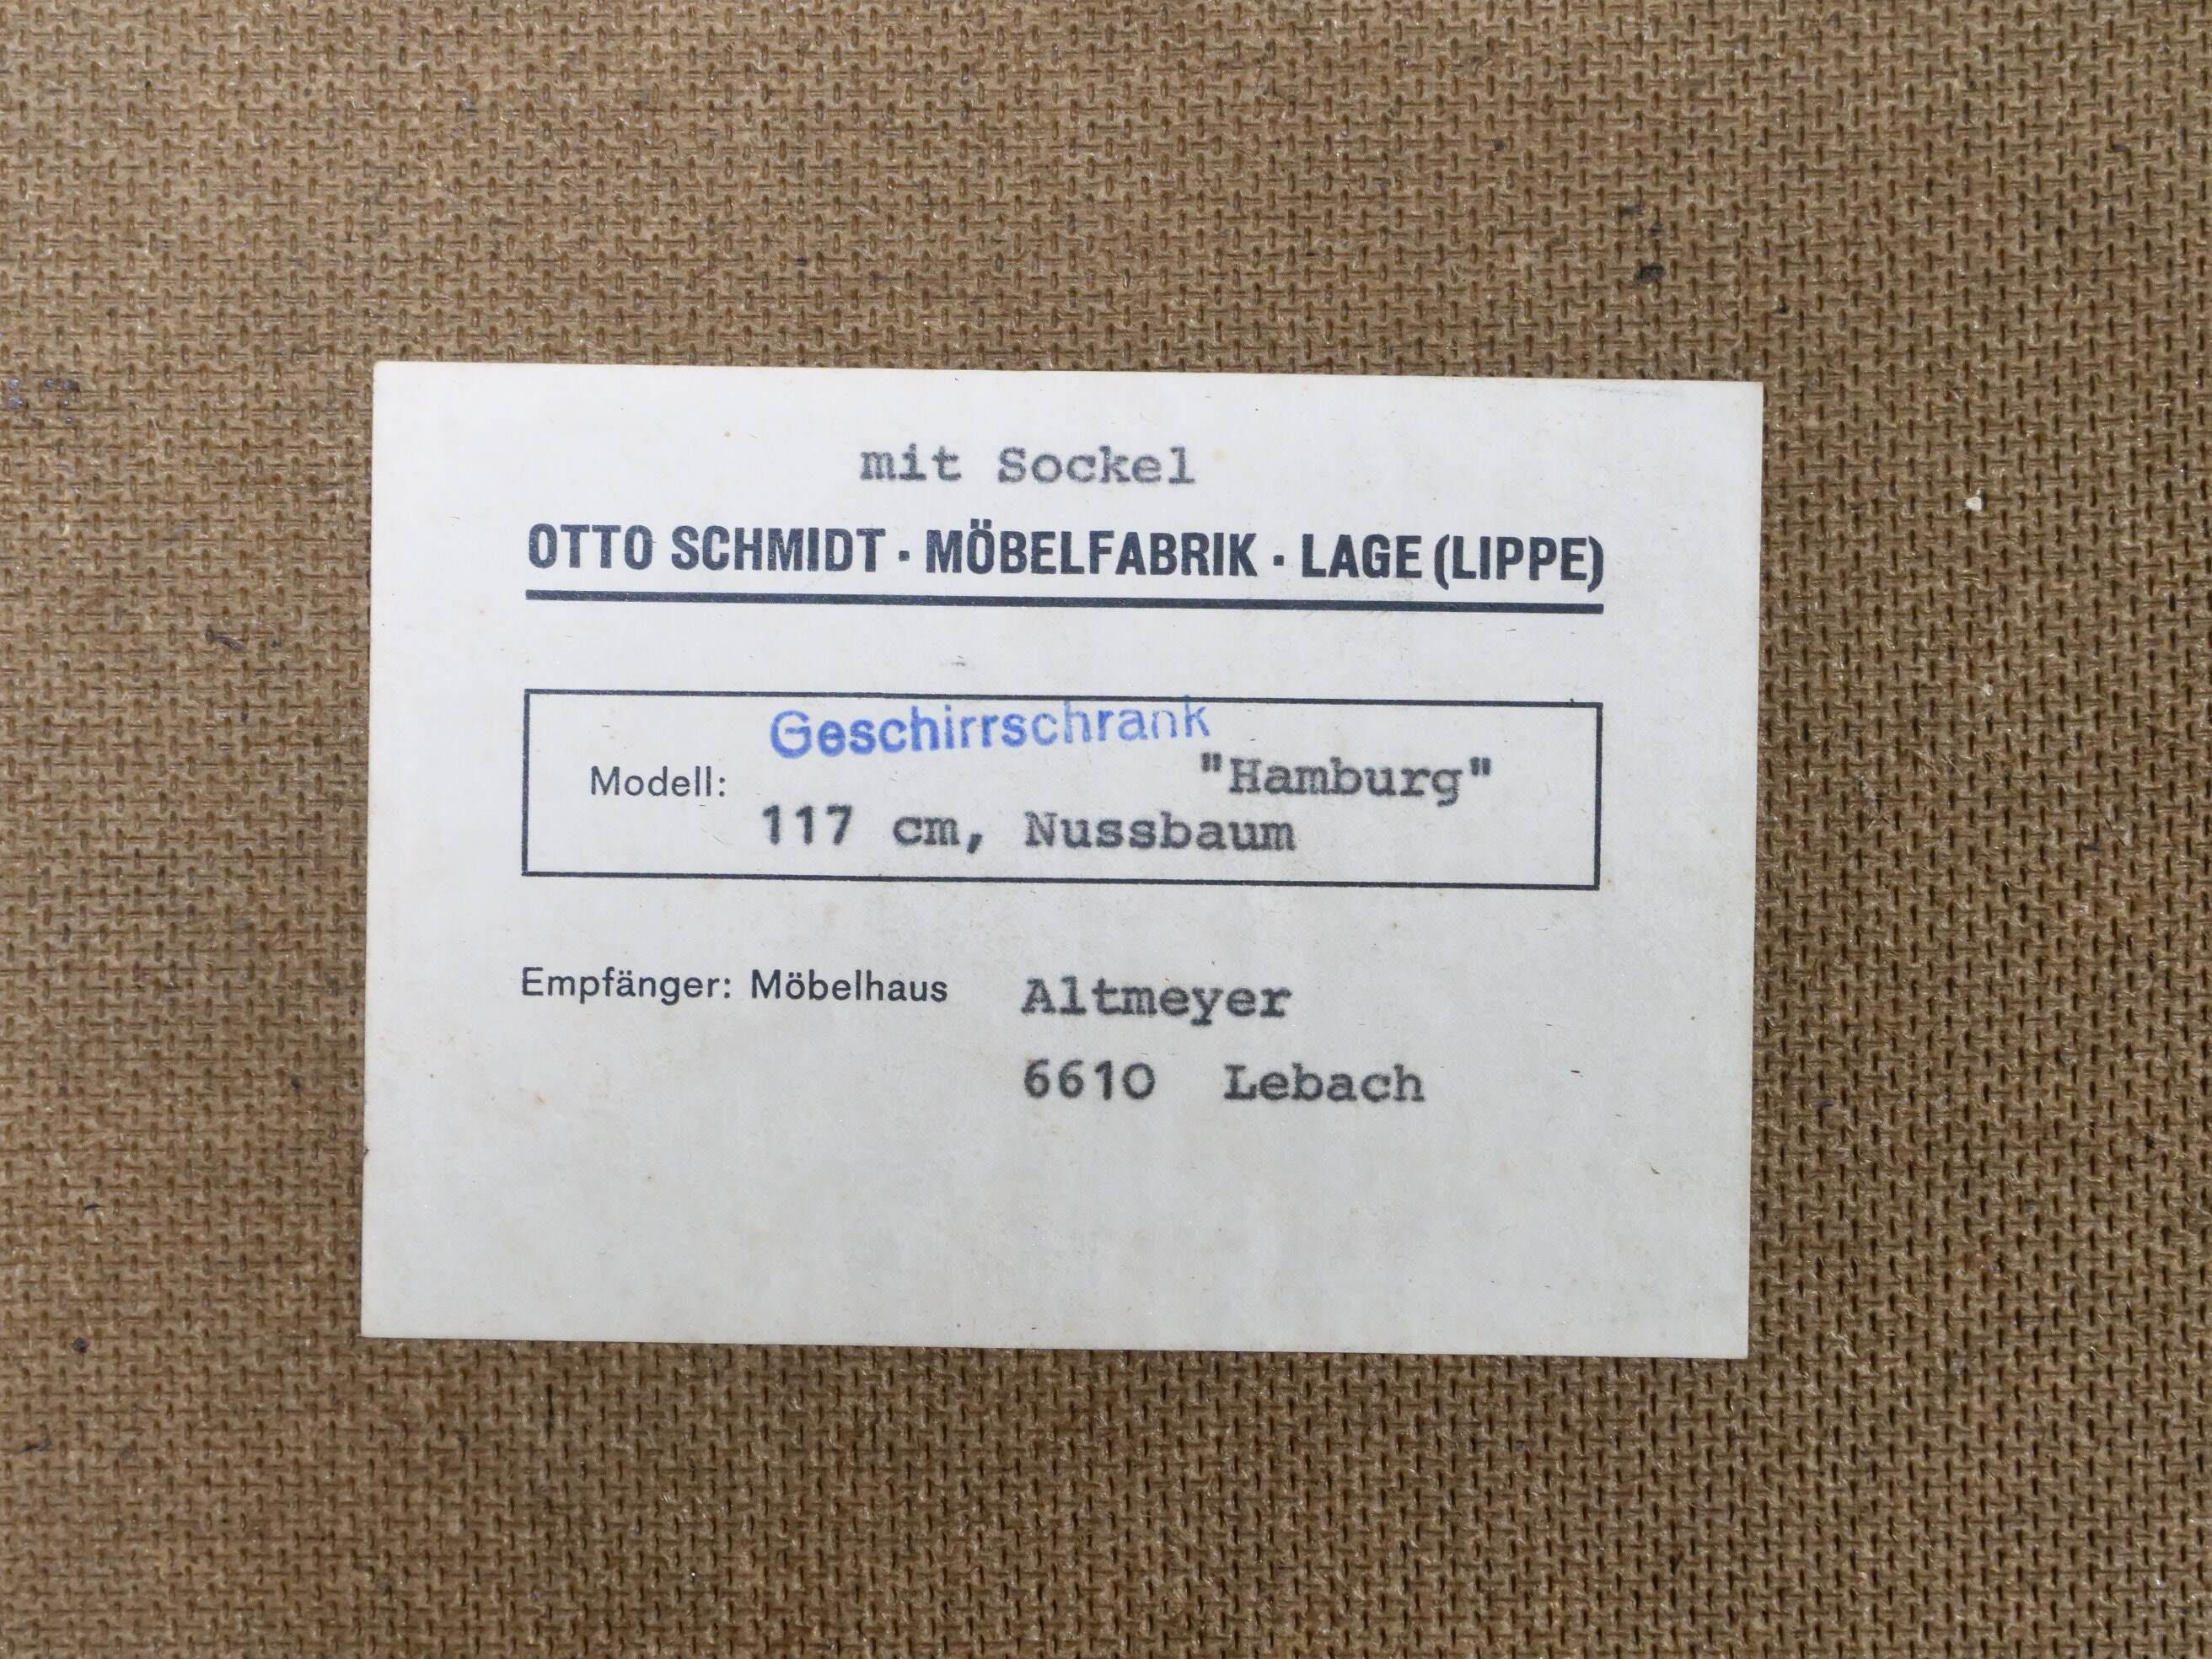 mit Sockel
OTTO SCHMIDT · MÖBELFABRIK · LAGE (LIPPE)
Geschirrschrank
Modell: "Hamburg"
117 cm, Nussbaum
Empfänger: Möbelhaus Altmeyer
6610 Lebach